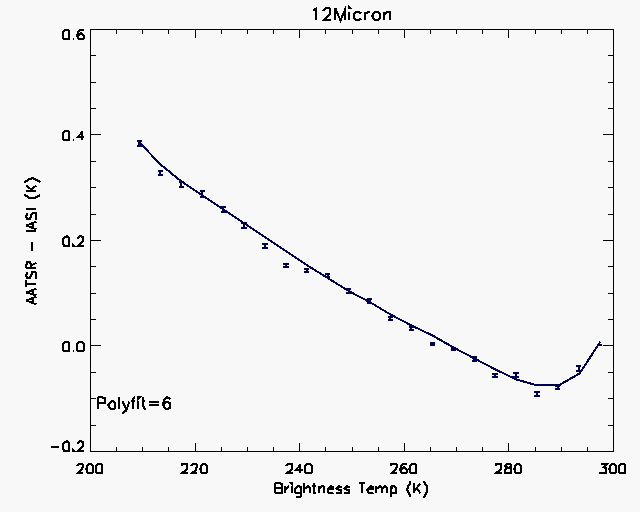 12Micron
0.6
0.4
AATSR - IASI (K)
0.2
0.0
Polyfit=6
-0.2
200 220 240 260 280 300
Brightness Temp (K)